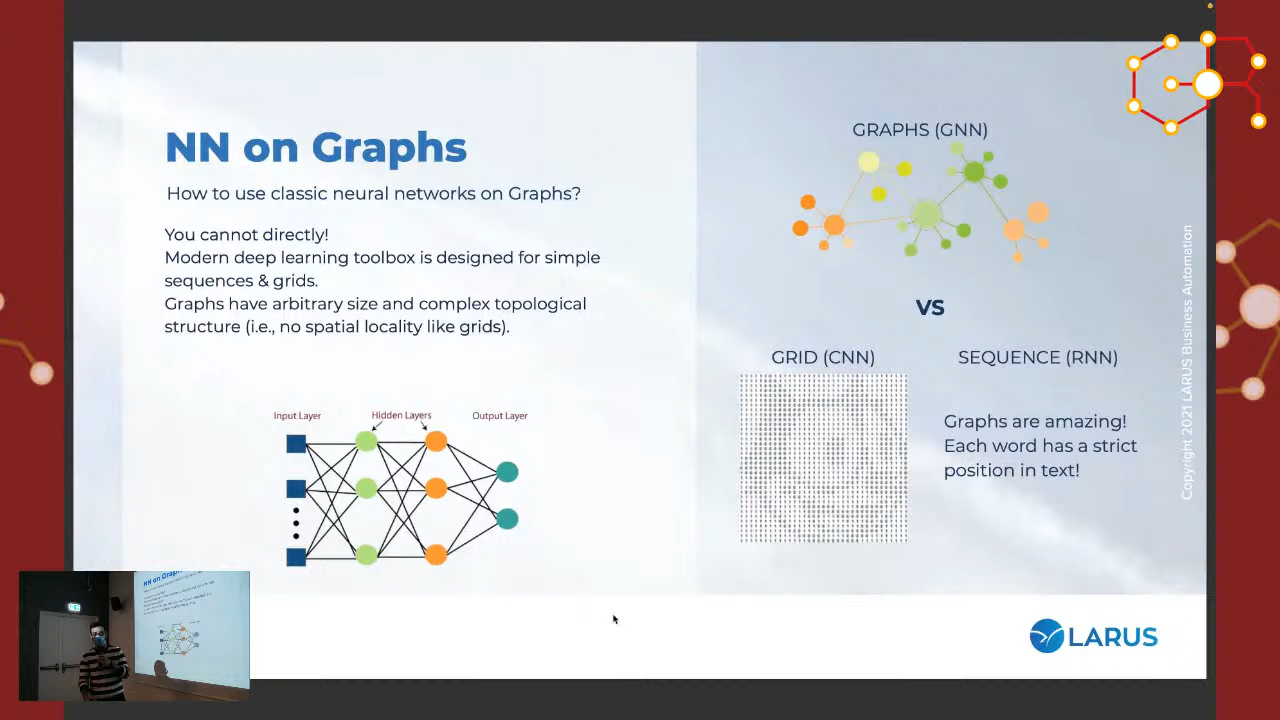 NN on Graphs
How to use classic neural networks on Graphs?
You cannot directly!
Modern deep learning toolbox is designed for simple
sequences & grids.
Graphs have arbitrary size and complex topological
structure (i.e., no spatial locality like grids).
Input Layer
Hidden Layers
Output Layer
GRAPHS (GNN)
VS
GRID (CNN)
SEQUENCE (RNN)
Graphs are amazing!
Each word has a strict
position in text!
Copyright 2021 LARUS Business Automation
LARUS
NN on Graphs